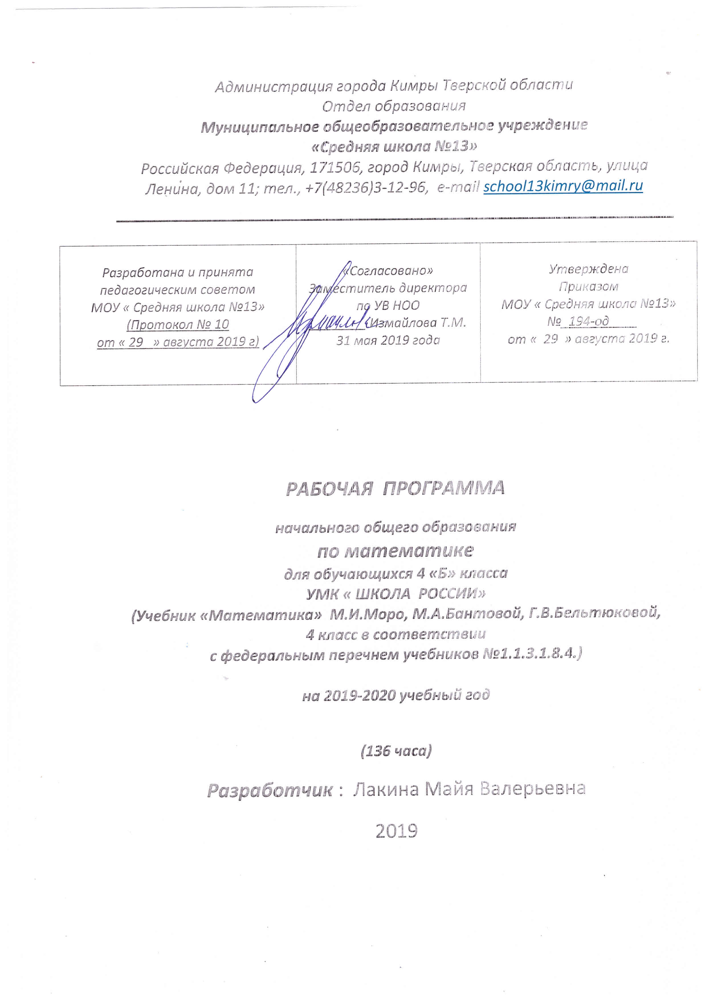 Администрация города Кимры Тверской области
Отдел образования
Муниципальное общеобразовательное учреждение
«Средняя школа №13»
Российская Федерация, 171506, город Кимры, Тверская область, улица
Ленина, дом 11; тел., +7(48236)3-12-96,  e-mail school13kimry@mail.ru
Разработана и принята
педагогическим советом
МОУ « Средняя школа №13»
(Протокол № 10
от « 29   » августа 2019 г)
«Согласовано»
Заместитель директора
по УВ НОО
Измайлова Т.М.
31 мая 2019 года
Утверждена
Приказом
МОУ « Средняя школа №13»
№  194-од
от «  29  » августа 2019 г.
РАБОЧАЯ  ПРОГРАММА
начального общего образования
по математике
для обучающихся 4 «Б» класса
УМК « ШКОЛА  РОССИИ»
(Учебник «Математика»  М.И.Моро, М.А.Бантовой, Г.В.Бельтюковой,
4 класс в соответствии
с федеральным перечнем учебников №1.1.3.1.8.4.)
на 2019-2020 учебный год
(136 часа)
Разработчик :  Лакина Майя Валерьевна
2019